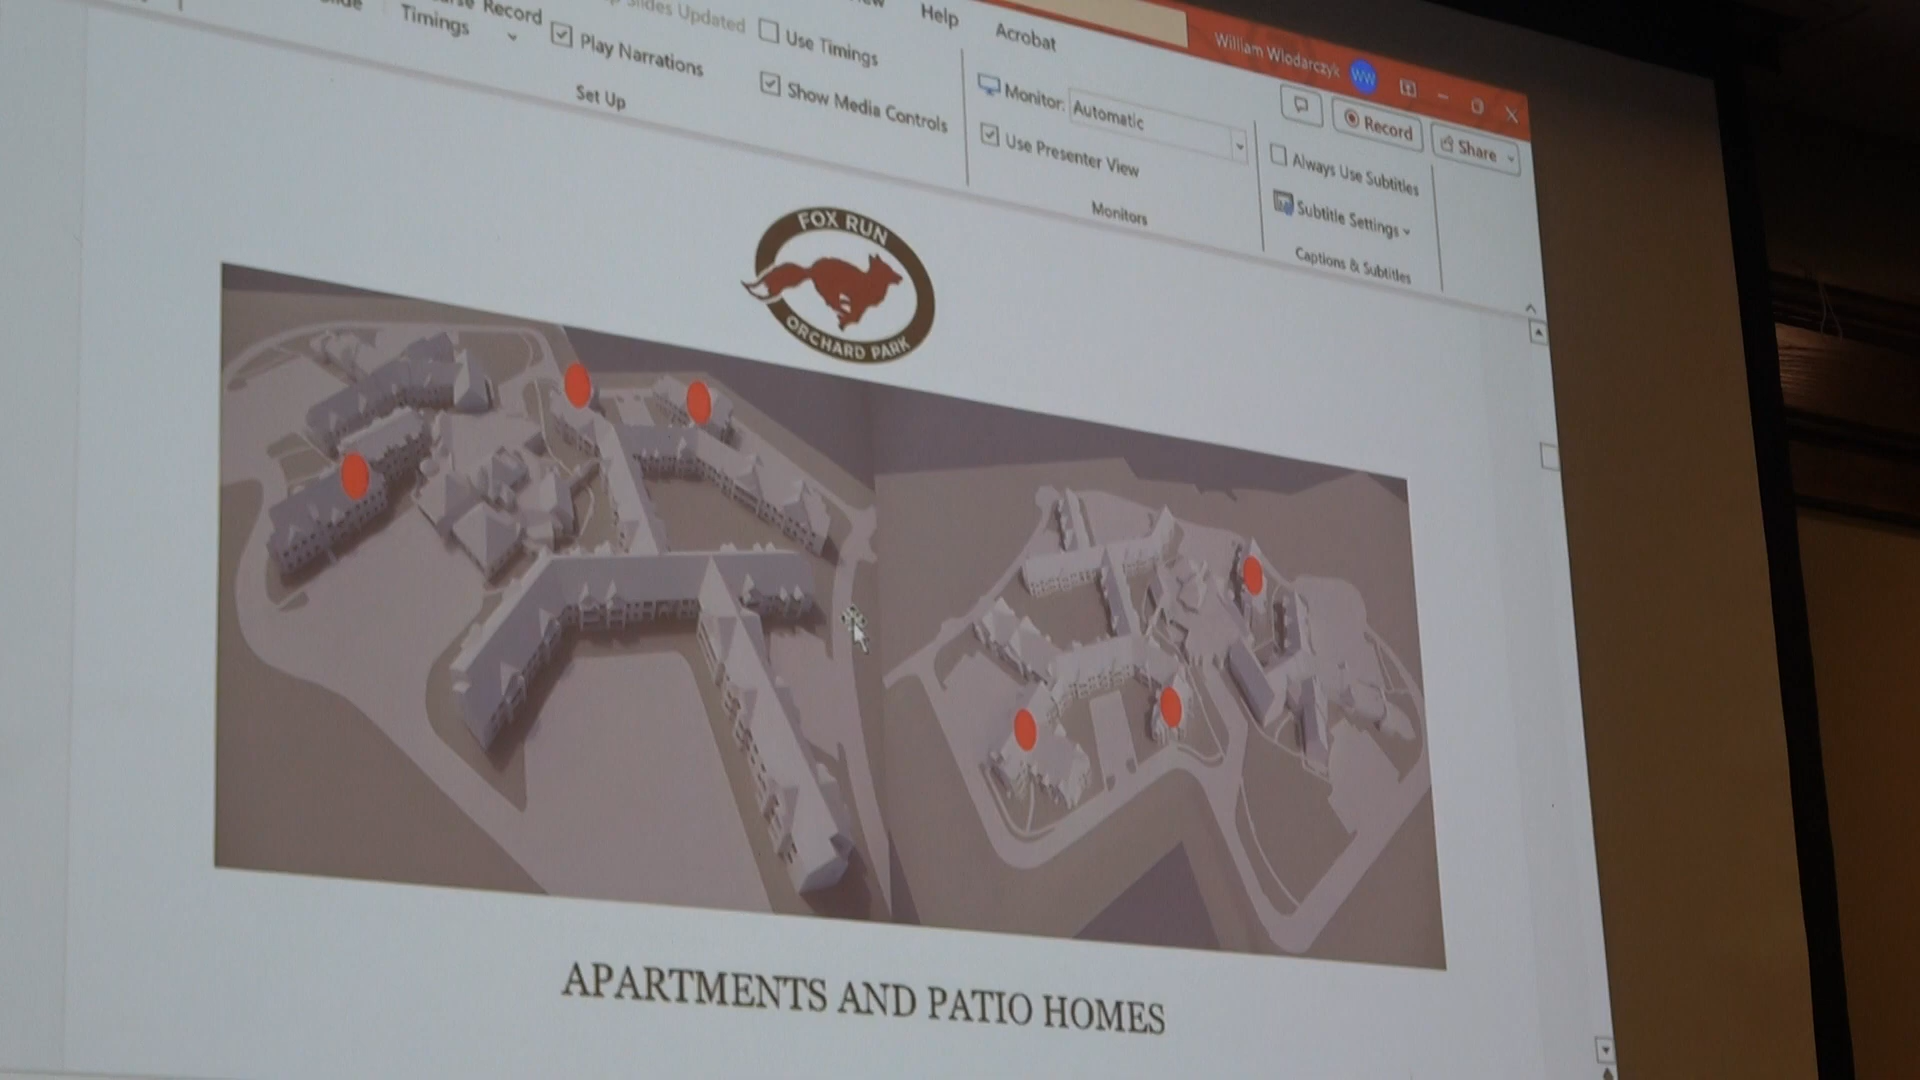 Help
Acrobat
William Wlodarczyk
WW
Record
Slides Updated
Timings
Play Narrations
Use Timings
Show Media Controls
Set Up
Monitor:
Automatic
Use Presenter View
Monitors
Record
Share
Always Use Subtitles
Subtitle Settings
Captions & Subtitles
FOX RUN
ORCHARD PARK
APARTMENTS AND PATIO HOMES